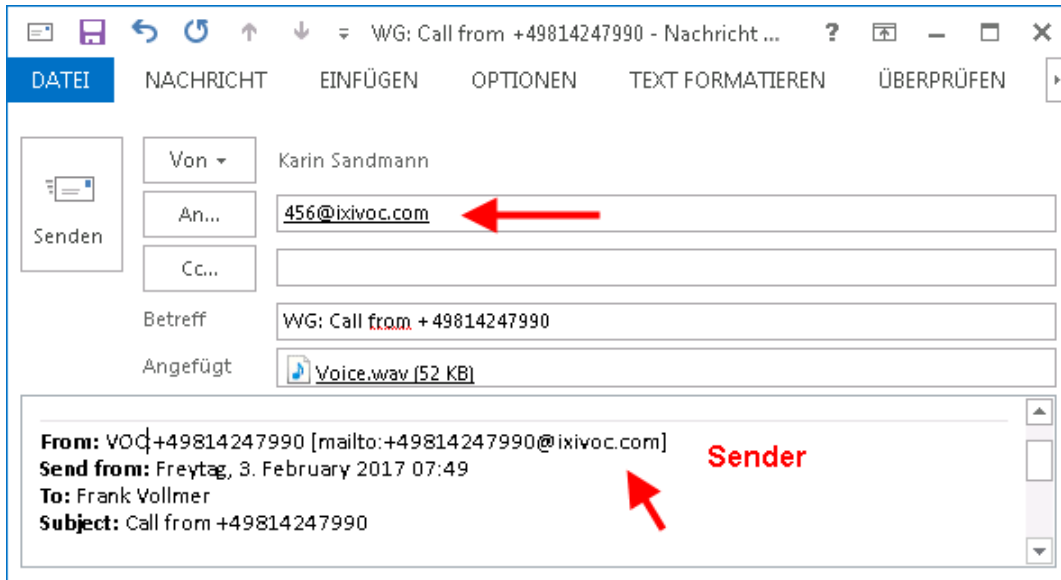 WG: Call from +49814247990 - Nachricht ... ?
DATEI NACHRICHT EINFÜGEN OPTIONEN TEXT FORMATIEREN ÜBERPRÜFEN
Senden
Von Karin Sandmann
An... 456@ixivoc.com
Cc...
Betreff WG: Call from +49814247990
Angefügt Voice.wav (52 KB)
From: VOC +49814247990 [mailto:+49814247990@ixivoc.com]
Sender
Send from: Freytag, 3. February 2017 07:49
To: Frank Vollmer
Subject: Call from +49814247990